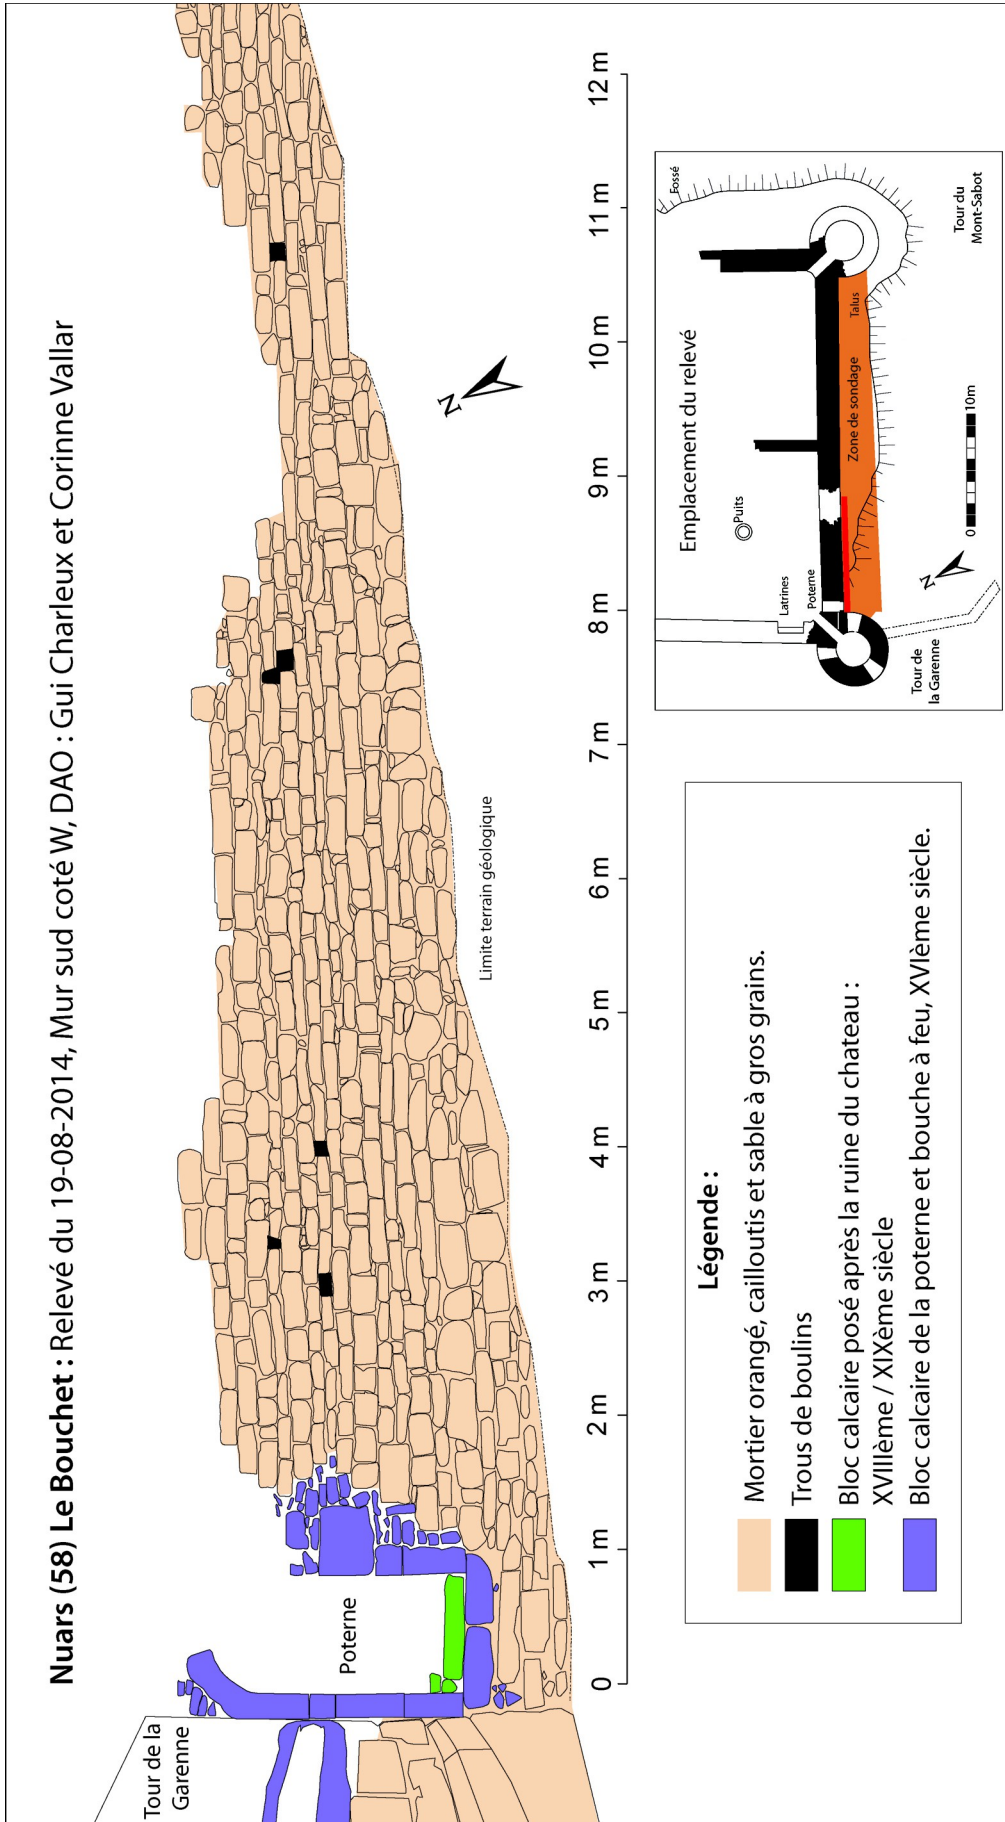 Nuars (58) Le Bouchet : Relevé du 19-08-2014, Mur sud coté W, DAO : Gui Charleux et Corinne Vallar
Tour de la
Garenne
Poterne
Limite terrain géologique
N
0
1 m
2 m
3 m
4 m
5 m
6 m
7 m
8 m
9 m
10 m
11 m
12 m
Légende :
Mortier orangé, cailloutis et sable à gros grains.
Trous de boulins
Bloc calcaire posé après la ruine du chateau :
XVIIIème / XIXème siècle
Bloc calcaire de la poterne et bouche à feu, XVIème siècle.
Emplacement du relevé
Fossé
Puits
Latrines
Poterne
Zone de sondage
Talus
Tour de
la Garenne
Tour du
Mont-Sabot
N
0
10m